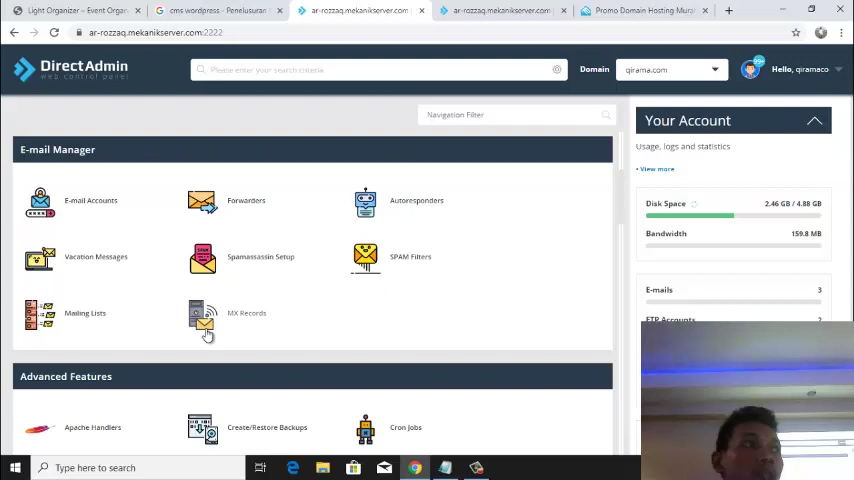 Light Organizer – Event Organi
cms wordpress - Penelusuran
ar-rozzaq.mekanikserver.com:2
ar-rozzaq.mekanikserver.com:2
Promo Domain Hosting Murah
ar-rozzaq.mekanikserver.com:2222
DirectAdmin
web control panel
Please enter your search criteria
Domain
qirama.com
99+
Hello, qiramaco
Navigation Filter
E-mail Manager
E-mail Accounts
Forwarders
Autoresponders
Vacation Messages
Spamassassin Setup
SPAM Filters
Mailing Lists
MX Records
Advanced Features
Apache Handlers
Create/Restore Backups
Cron Jobs
Your Account
Usage, logs and statistics
• View more
Disk Space
2.46 GB / 4.88 GB
Bandwidth
159.8 MB
E-mails
3
FTP Accounts
2
Type here to search